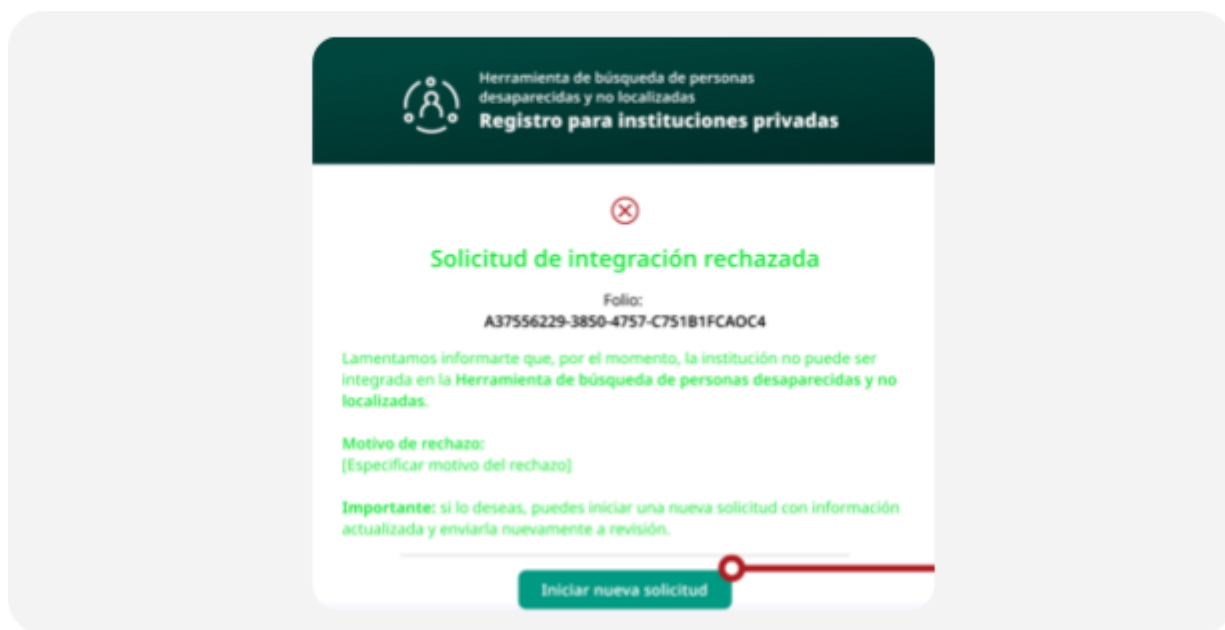 Herramienta de búsqueda de personas
desaparecidas y no localizadas
Registro para instituciones privadas
Solicitud de integración rechazada
Folio:
A37556229-3850-4757-C751B1FCAOC4
Lamentamos informarte que, por el momento, la institución no puede ser
integrada en la Herramienta de búsqueda de personas desaparecidas y no
localizadas.
Motivo de rechazo:
[Especificar motivo del rechazo]
Importante: si lo deseas, puedes iniciar una nueva solicitud con información
actualizada y enviarla nuevamente a revisión.
Iniciar nueva solicitud